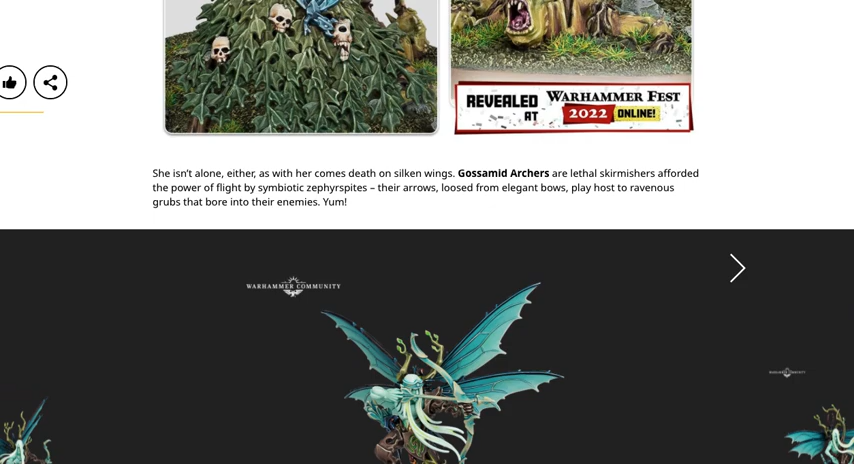 REVEALED AT WARHAMMER FEST 2022 ONLINE!
She isn’t alone, either, as with her comes death on silken wings. Gossamid Archers are lethal skirmishers afforded
the power of flight by symbiotic zephyrspites – their arrows, loosed from elegant bows, play host to ravenous
grubs that bore into their enemies. Yum!
WARHAMMER COMMUNITY
WARHAMMER COMMUNITY